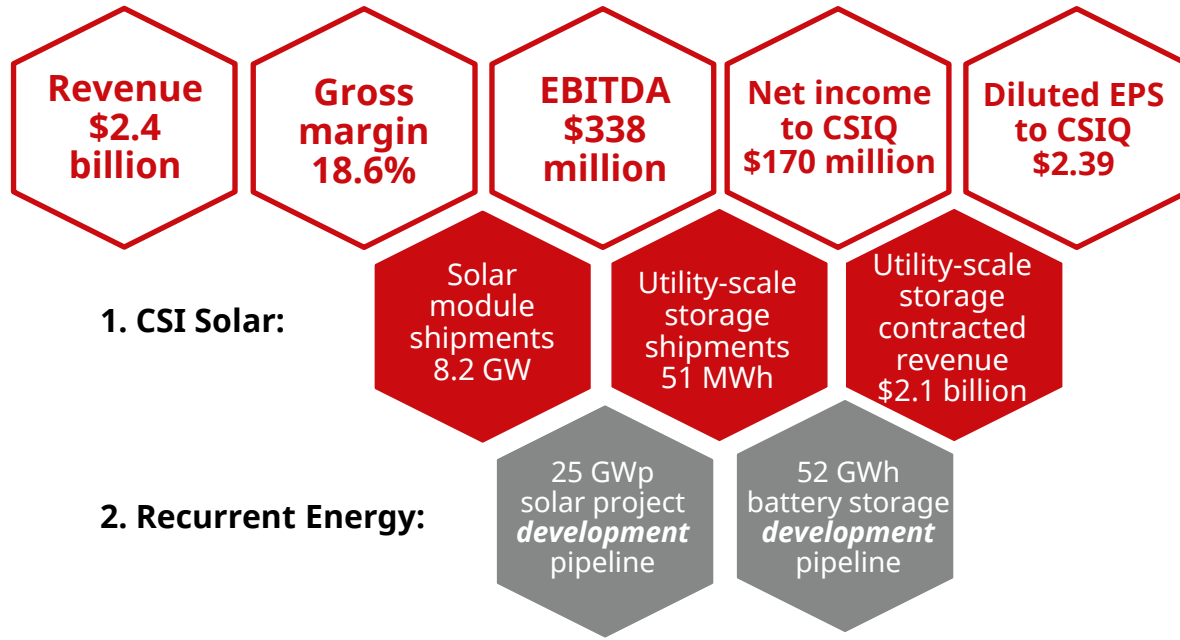 Revenue
$2.4
billion
Gross
margin
18.6%
EBITDA
$338
million
Net income
to CSIQ
$170 million
Diluted EPS
to CSIQ
$2.39
1. CSI Solar:
Solar
module
shipments
8.2 GW
Utility-scale
storage
shipments
51 MWh
Utility-scale
storage
contracted
revenue
$2.1 billion
2. Recurrent Energy:
25 GWp
solar project
development
pipeline
52 GWh
battery storage
development
pipeline